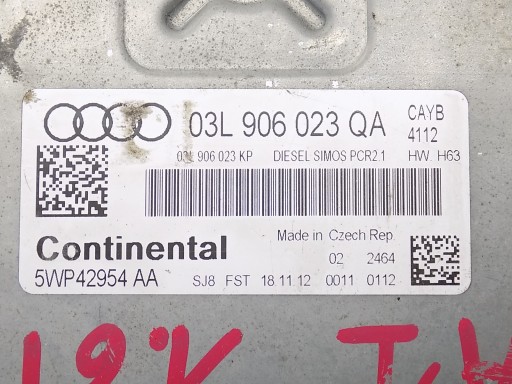 03L 906 023 QA CAYB
4112
03L 906 023 KP DIESEL SIMOS PCR2.1 HW. H63
Continental
Made in Czech Rep.
02 2464
5WP42954 AA SJ8 FST 18.11.12 0011 0112